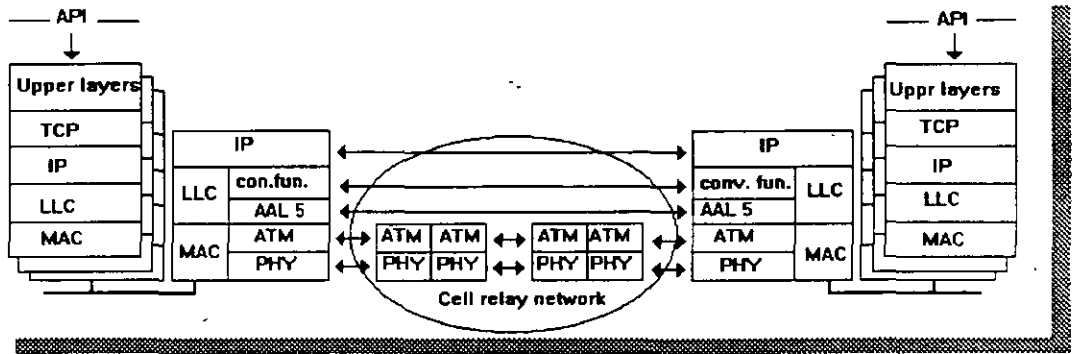 API
API
Upper layers
TCP
IP
LLC
MAC
IP
LLC
con.fun.
AAL 5
MAC
ATM
PHY
ATM ATM
PHY PHY
ATM ATM
PHY PHY
Cell relay network
IP
conv. fun.
LLC
AAL 5
ATM
MAC
PHY
Uppr layers
TCP
IP
LLC
MAC